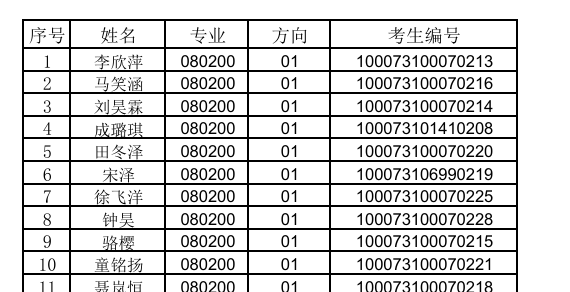 序号 姓名 专业 方向 考生编号
1 李欣萍 080200 01 100073100070213
2 马笑涵 080200 01 100073100070216
3 刘昊霖 080200 01 100073100070214
4 成璐琪 080200 01 100073101410208
5 田冬泽 080200 01 100073100070220
6 宋泽 080200 01 100073106990219
7 徐飞洋 080200 01 100073100070225
8 钟昊 080200 01 100073100070228
9 骆樱 080200 01 100073100070215
10 童铭扬 080200 01 100073100070221
11 聂岚恒 080200 01 100073100070218